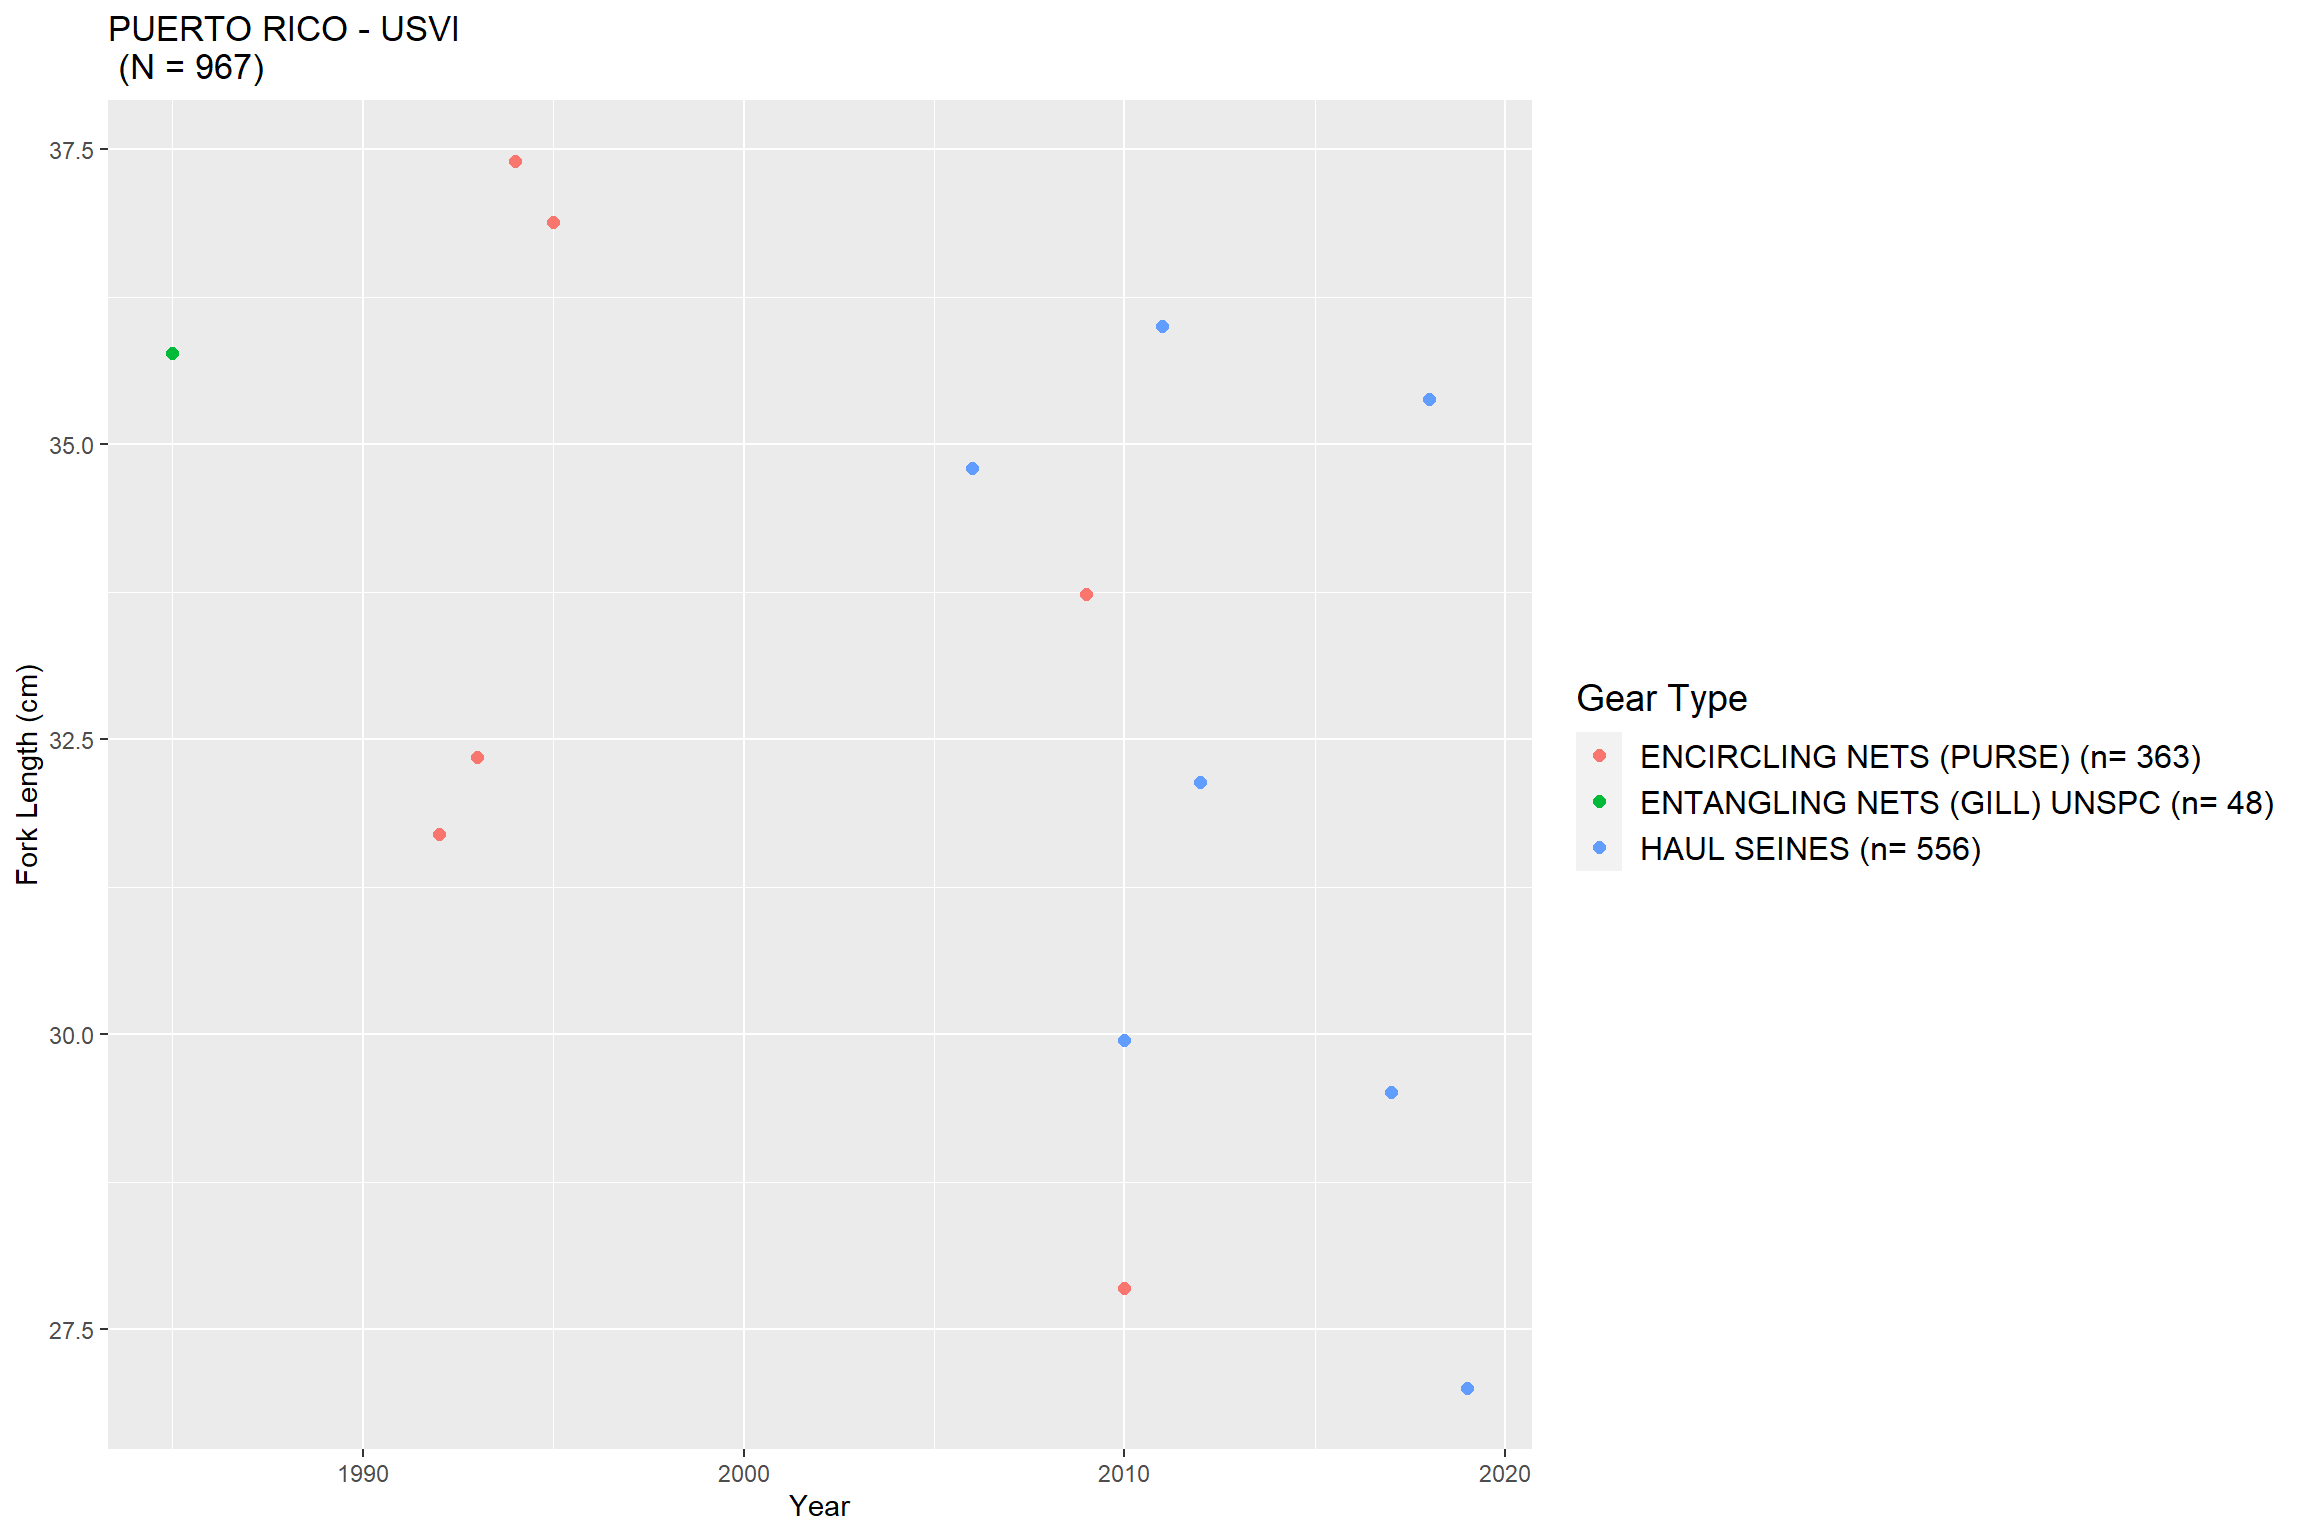 PUERTO RICO - USVI
(N = 967)
37.5
35.0
32.5
30.0
27.5
Fork Length (cm)
1990
2000
2010
2020
Year
Gear Type
ENCIRCLING NETS (PURSE) (n= 363)
ENTANGLING NETS (GILL) UNSPC (n= 48)
HAUL SEINES (n= 556)